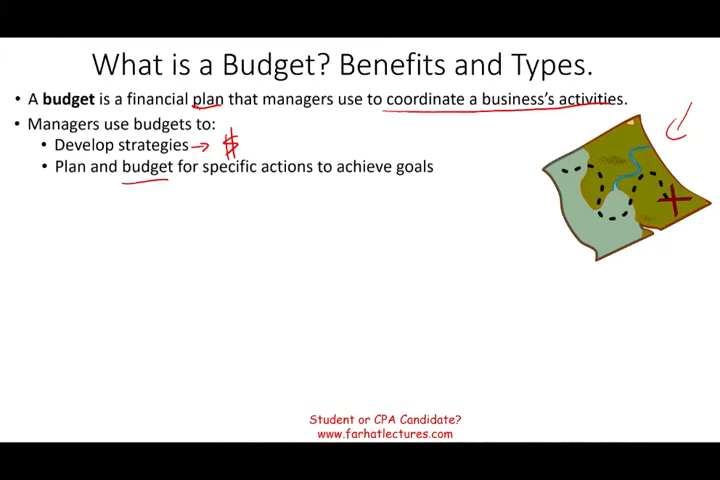 What is a Budget? Benefits and Types.
• A budget is a financial plan that managers use to coordinate a business's activities.
• Managers use budgets to:
• Develop strategies → $
• Plan and budget for specific actions to achieve goals
Student or CPA Candidate?
www.farhatlectures.com